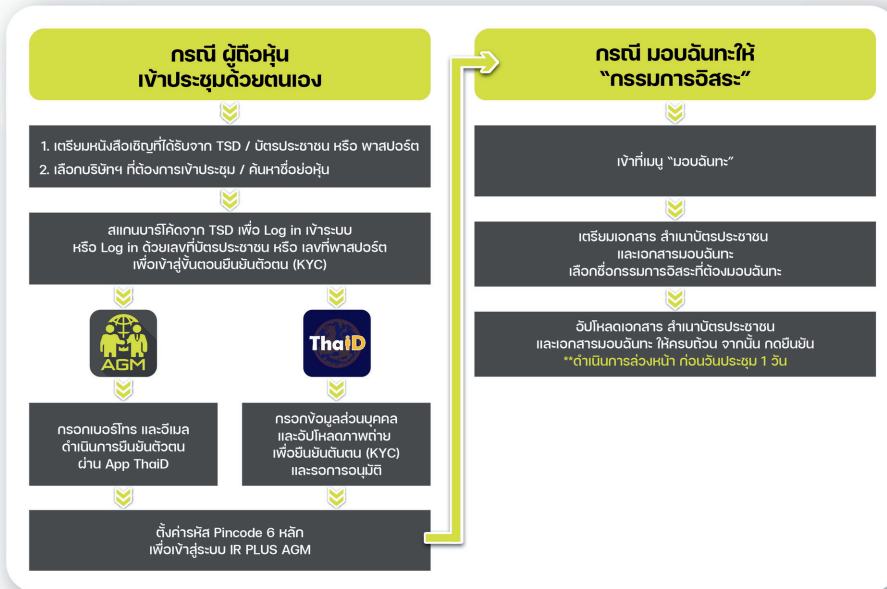 กรณี ผู้ถือหุ้น
เข้าประชุมด้วยตนเอง
1. เตรียมหนังสือเชิญที่ได้รับจาก TSD / บัตรประชาชน หรือ พาสปอร์ต
2. เลือกบริษัทฯ ที่ต้องการเข้าประชุม / ค้นหาชื่อย่อหุ้น
สแกนบาร์โค้ดจาก TSD เพื่อ Log in เข้าระบบ
หรือ Log in ด้วยเลขที่บัตรประชาชน หรือ เลขที่พาสปอร์ต
เพื่อเข้าสู่ขั้นตอนยืนยันตัวตน (KYC)
AGM
ThaiD
กรอกเบอร์โทร และอีเมล
ดำเนินการยืนยันตัวตน
ผ่าน App ThaiD
กรอกข้อมูลส่วนบุคคล
และอัปโหลดภาพถ่าย
เพื่อยืนยันต้นตน (KYC)
และรอการอนุมัติ
ตั้งค่ารหัส Pincode 6 หลัก
เพื่อเข้าสู่ระบบ IR PLUS AGM
กรณี มอบฉันทะให้
“กรรมการอิสระ”
เข้าที่เมนู “มอบฉันทะ”
เตรียมเอกสาร สำเนาบัตรประชาชน
และเอกสารมอบฉันทะ
เลือกชื่อกรรมการอิสระที่ต้องมอบฉันทะ
อัปโหลดเอกสาร สำเนาบัตรประชาชน
และเอกสารมอบฉันทะ ให้ครบถ้วน จากนั้น กดยืนยัน
**ดำเนินการล่วงหน้า ก่อนวันประชุม 1 วัน